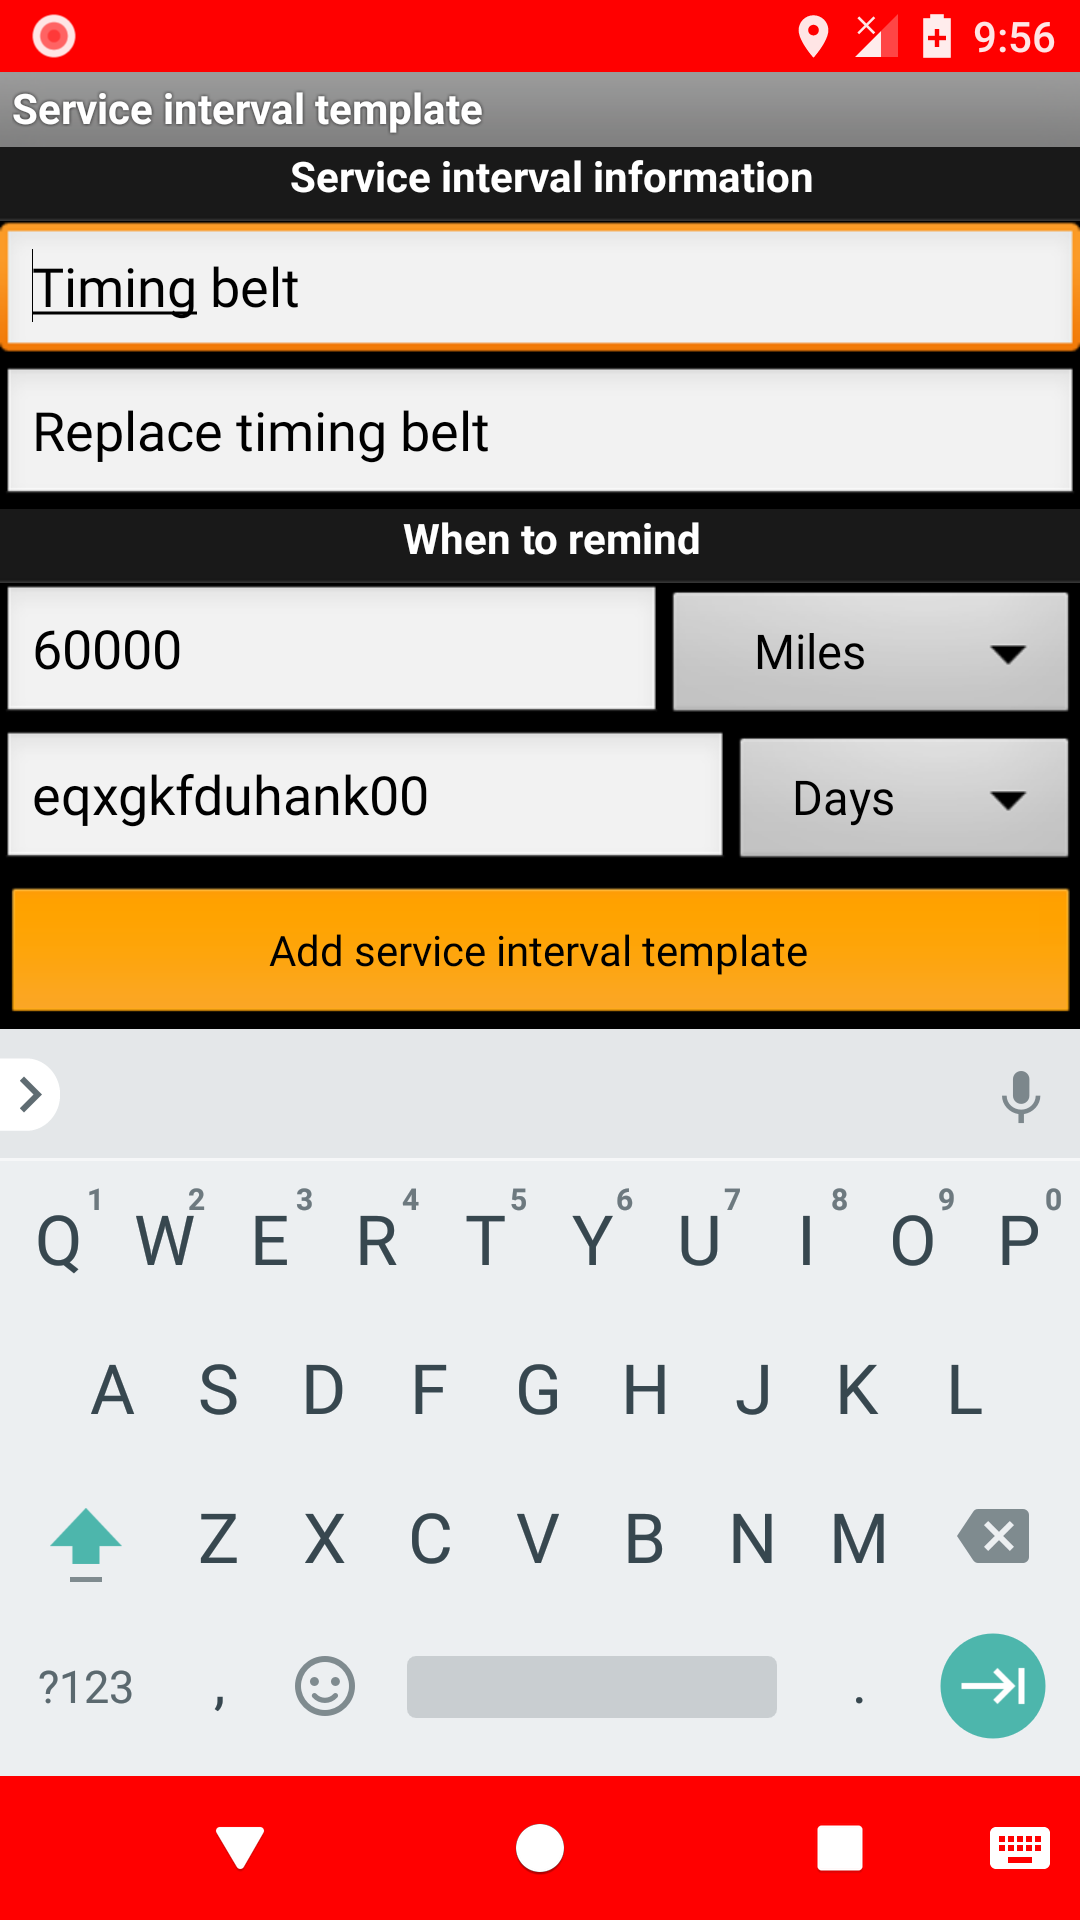 9:56
Service interval template
Service interval information
Timing belt
Replace timing belt
When to remind
60000 Miles
eqxgkfduhank00 Days
Add service interval template
1 2 3 4 5 6 7 8 9 0
Q W E R T Y U I O P
A S D F G H J K L
Z X C V B N M
?123 , .